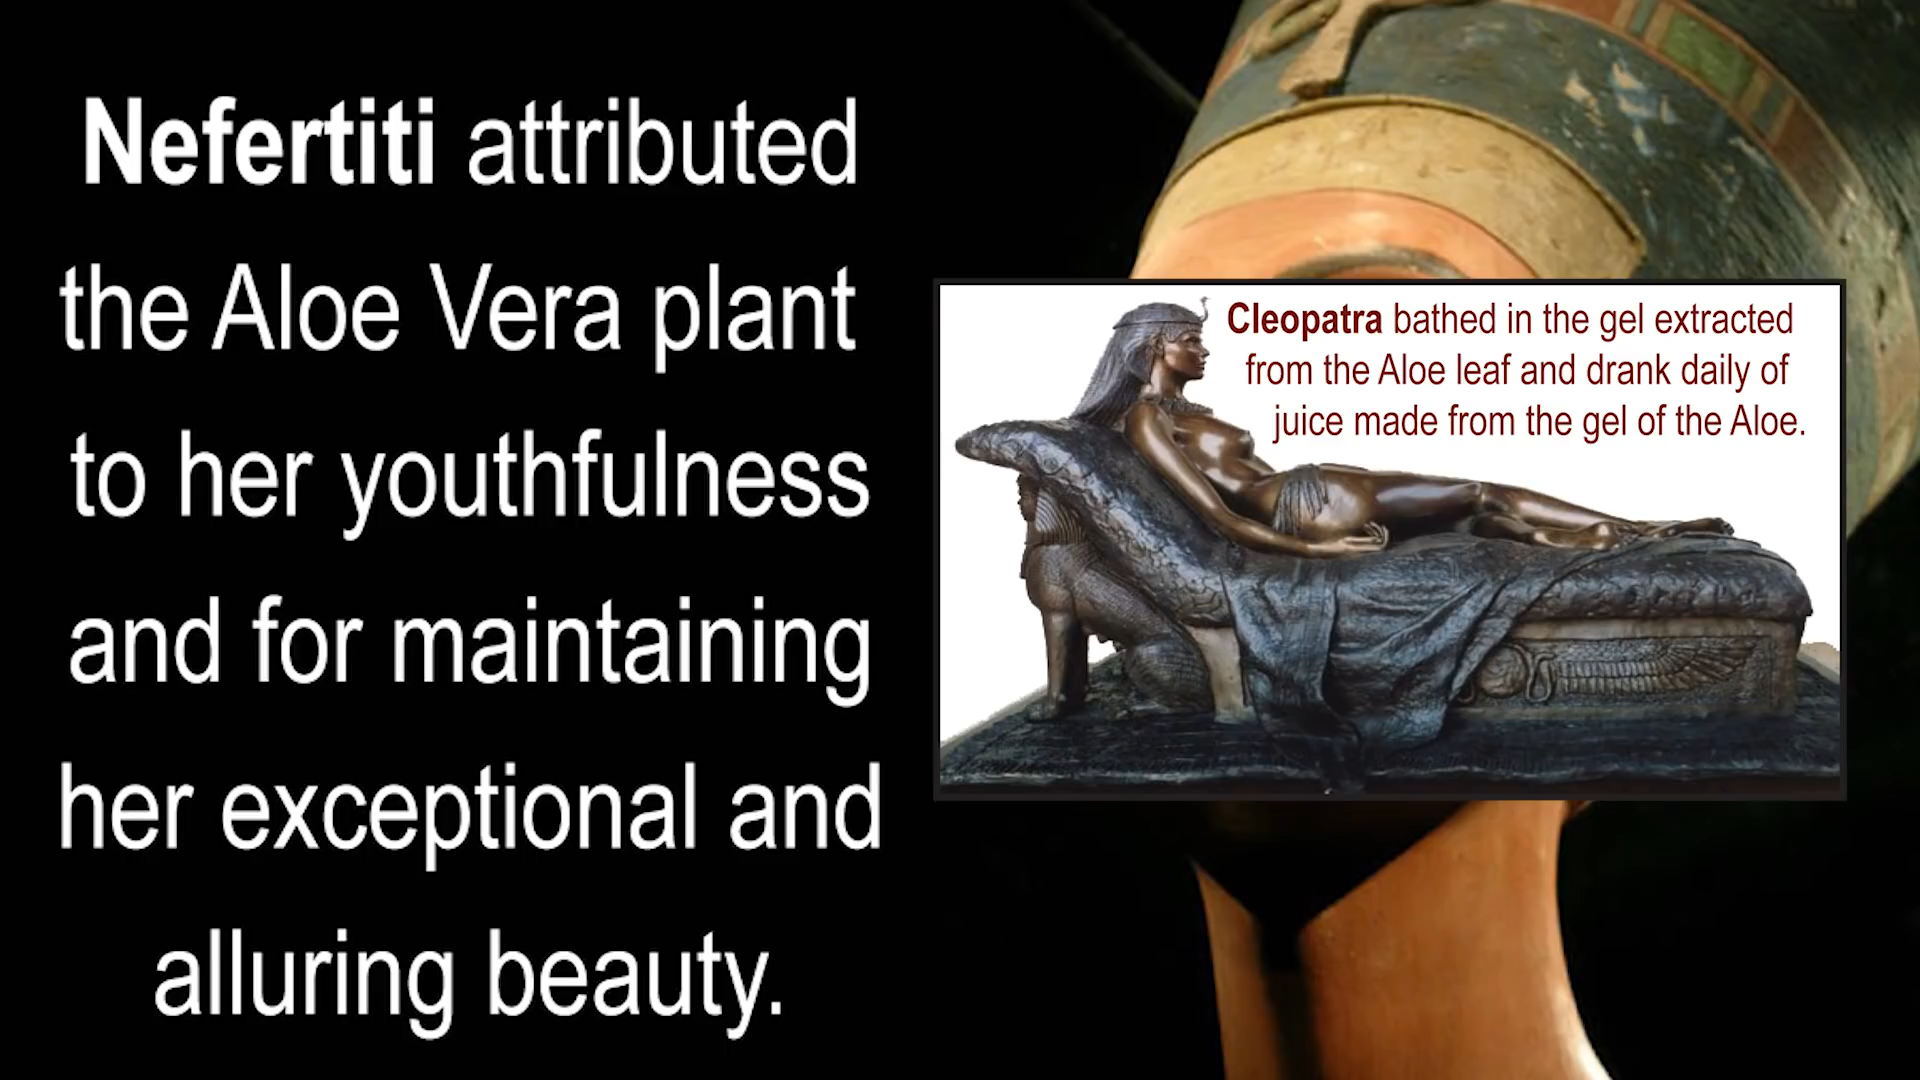 Nefertiti attributed
the Aloe Vera plant
to her youthfulness
and for maintaining
her exceptional and
alluring beauty.
Cleopatra bathed in the gel extracted
from the Aloe leaf and drank daily of
juice made from the gel of the Aloe.